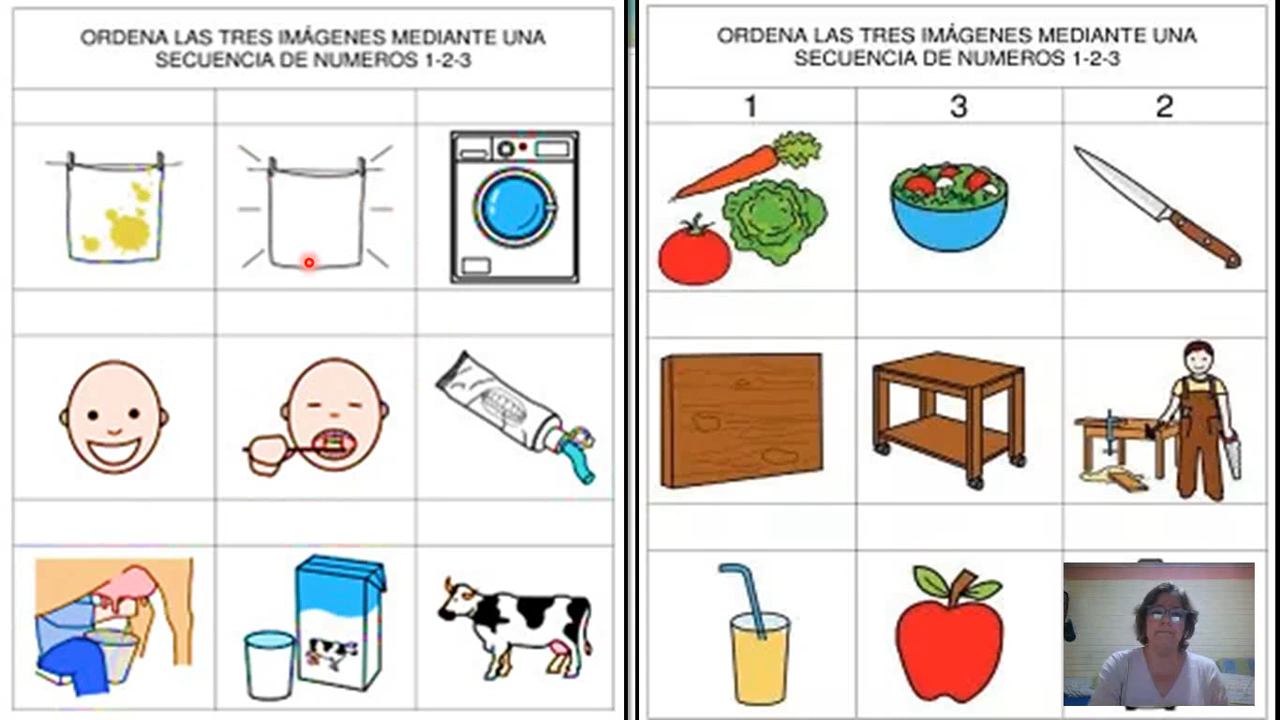 ORDENA LAS TRES IMÁGENES MEDIANTE UNA
SECUENCIA DE NUMEROS 1-2-3
ORDENA LAS TRES IMÁGENES MEDIANTE UNA
SECUENCIA DE NUMEROS 1-2-3
1 3 2